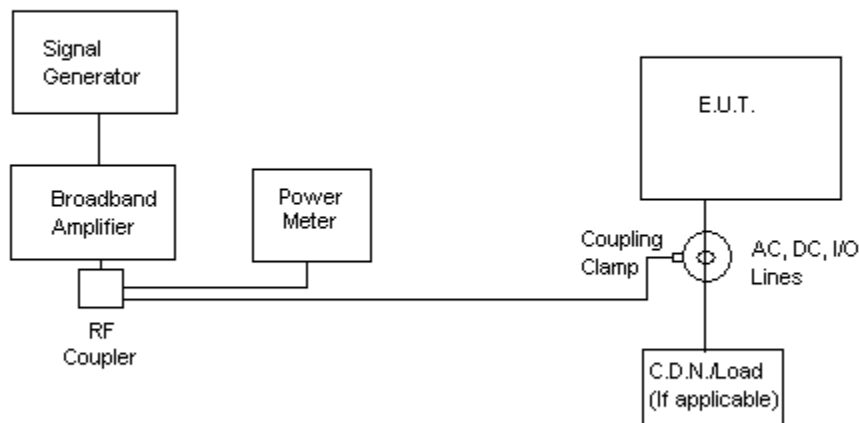 Signal
Generator
E.U.T.
Broadband
Amplifier
Power
Meter
Coupling
Clamp
AC, DC, I/O
Lines
RF
Coupler
C.D.N./Load
(If applicable)